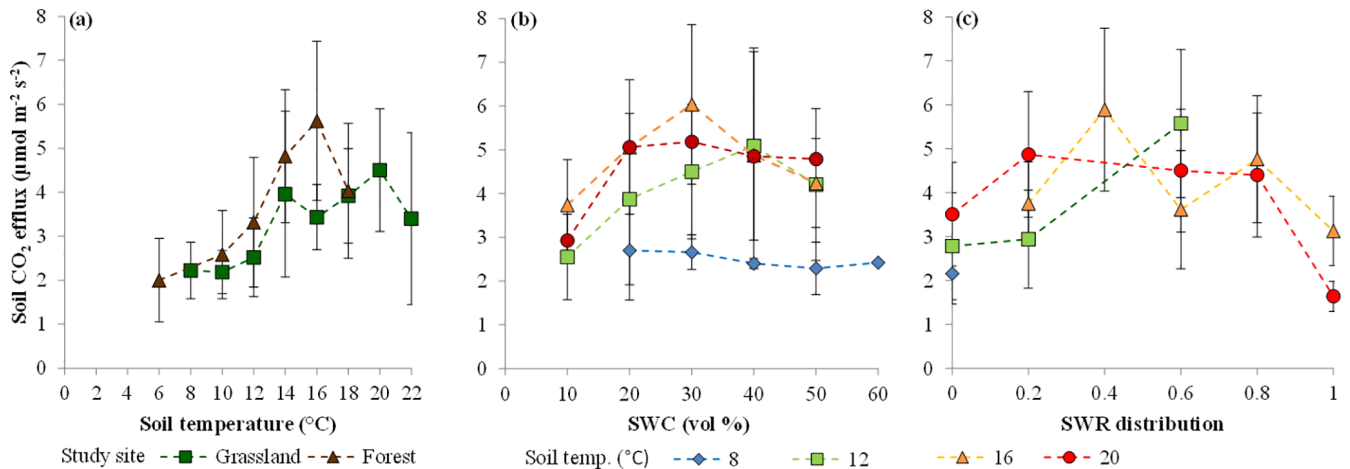 (a)
(b)
(c)
Soil CO2 efflux (µmol m-2 s-2)
8
7
6
5
4
3
2
1
0
0 2 4 6 8 10 12 14 16 18 20 22
Soil temperature (°C)
8
7
6
5
4
3
2
1
0
0 10 20 30 40 50 60
SWC (vol %)
8
7
6
5
4
3
2
1
0
0 0.2 0.4 0.6 0.8 1
SWR distribution
Study site Grassland Forest
Soil temp. (°C) 8 12 16 20